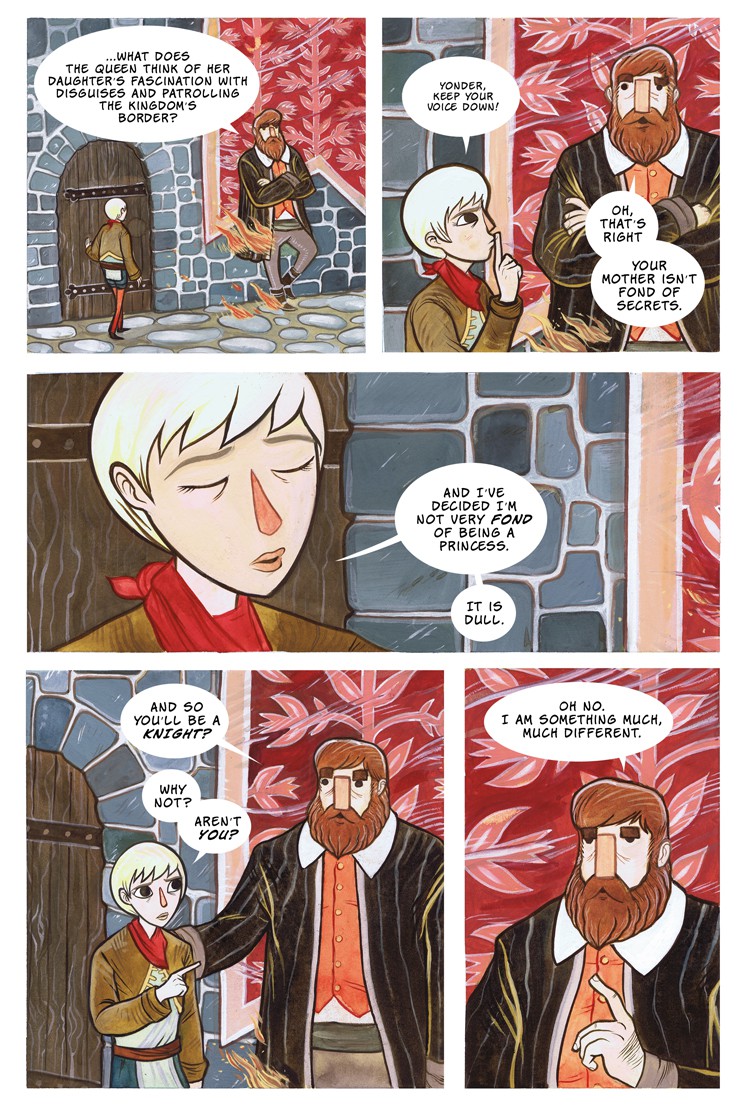 ...WHAT DOES
THE QUEEN THINK OF HER
DAUGHTER'S FASCINATION WITH
DISGUISES AND PATROLLING
THE KINGDOM'S
BORDER?
YONDER,
KEEP YOUR
VOICE DOWN!
OH,
THAT'S
RIGHT
YOUR
MOTHER ISN'T
FOND OF
SECRETS.
AND I'VE
DECIDED I'M
NOT VERY FOND
OF BEING A
PRINCESS.
IT IS
DULL.
AND SO
YOU'LL BE A
KNIGHT?
WHY
NOT?
AREN'T
YOU?
OH NO.
I AM SOMETHING MUCH,
MUCH DIFFERENT.